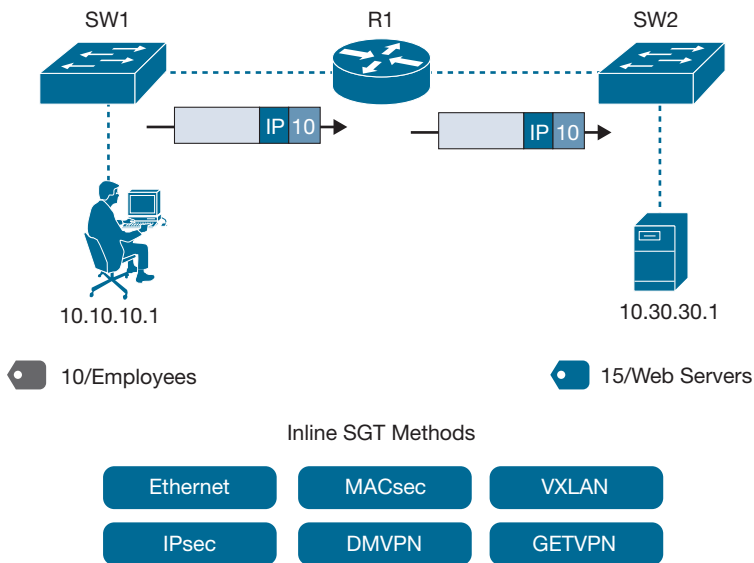 SW1 R1 SW2
IP 10 IP 10
10.10.10.1 10.30.30.1
10/Employees 15/Web Servers
Inline SGT Methods
Ethernet MACsec VXLAN
IPsec DMVPN GETVPN